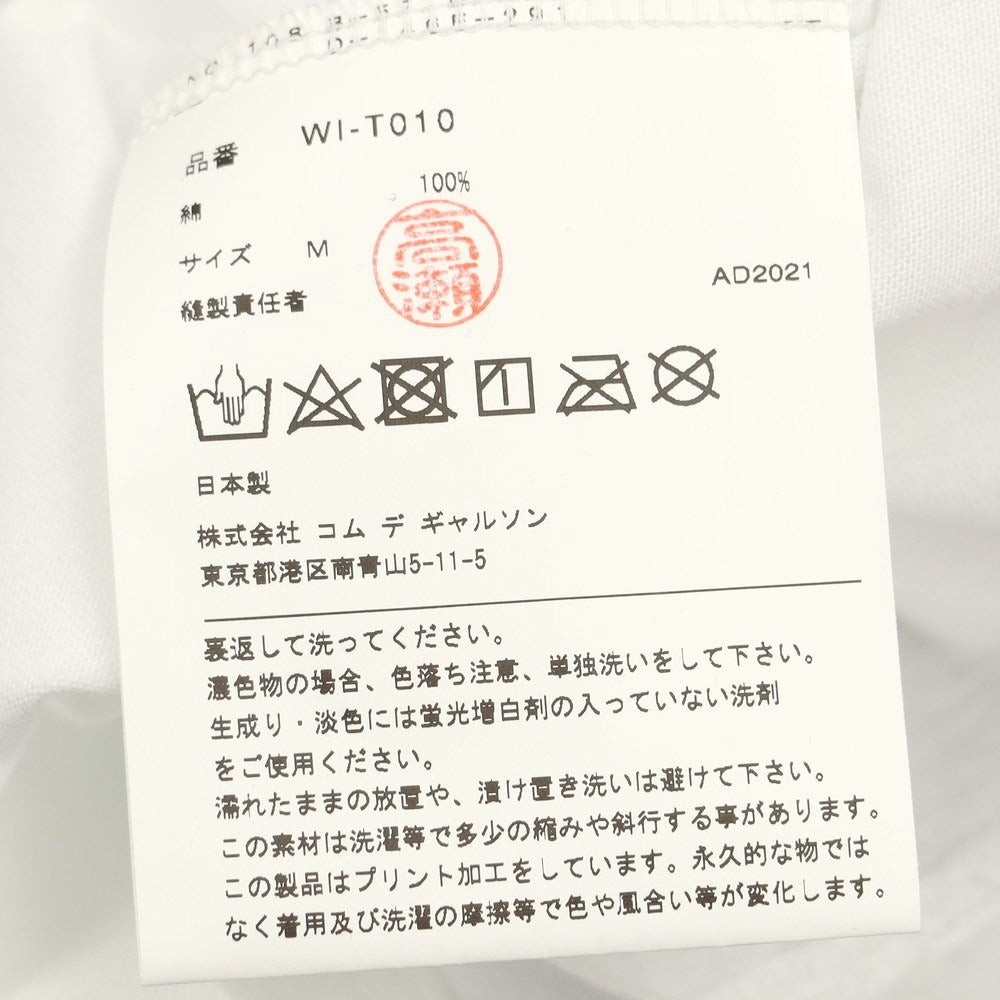 品番 WI-T010
綿 100%
サイズ M
高瀬
AD2021
縫製責任者
日本製
株式会社 コム デ ギャルソン
東京都港区南青山5-11-5
裏返して洗ってください。
濃色物の場合、色落ち注意、単独洗いをして下さい。
生成り・淡色には蛍光増白剤の入っていない洗剤
をご使用ください。
濡れたままの放置や、漬け置き洗いは避けて下さい。
この素材は洗濯等で多少の縮みや斜行する事があります。
この製品はプリント加工をしています。永久的な物では
なく着用及び洗濯の摩擦等で色や風合い等が変化します。